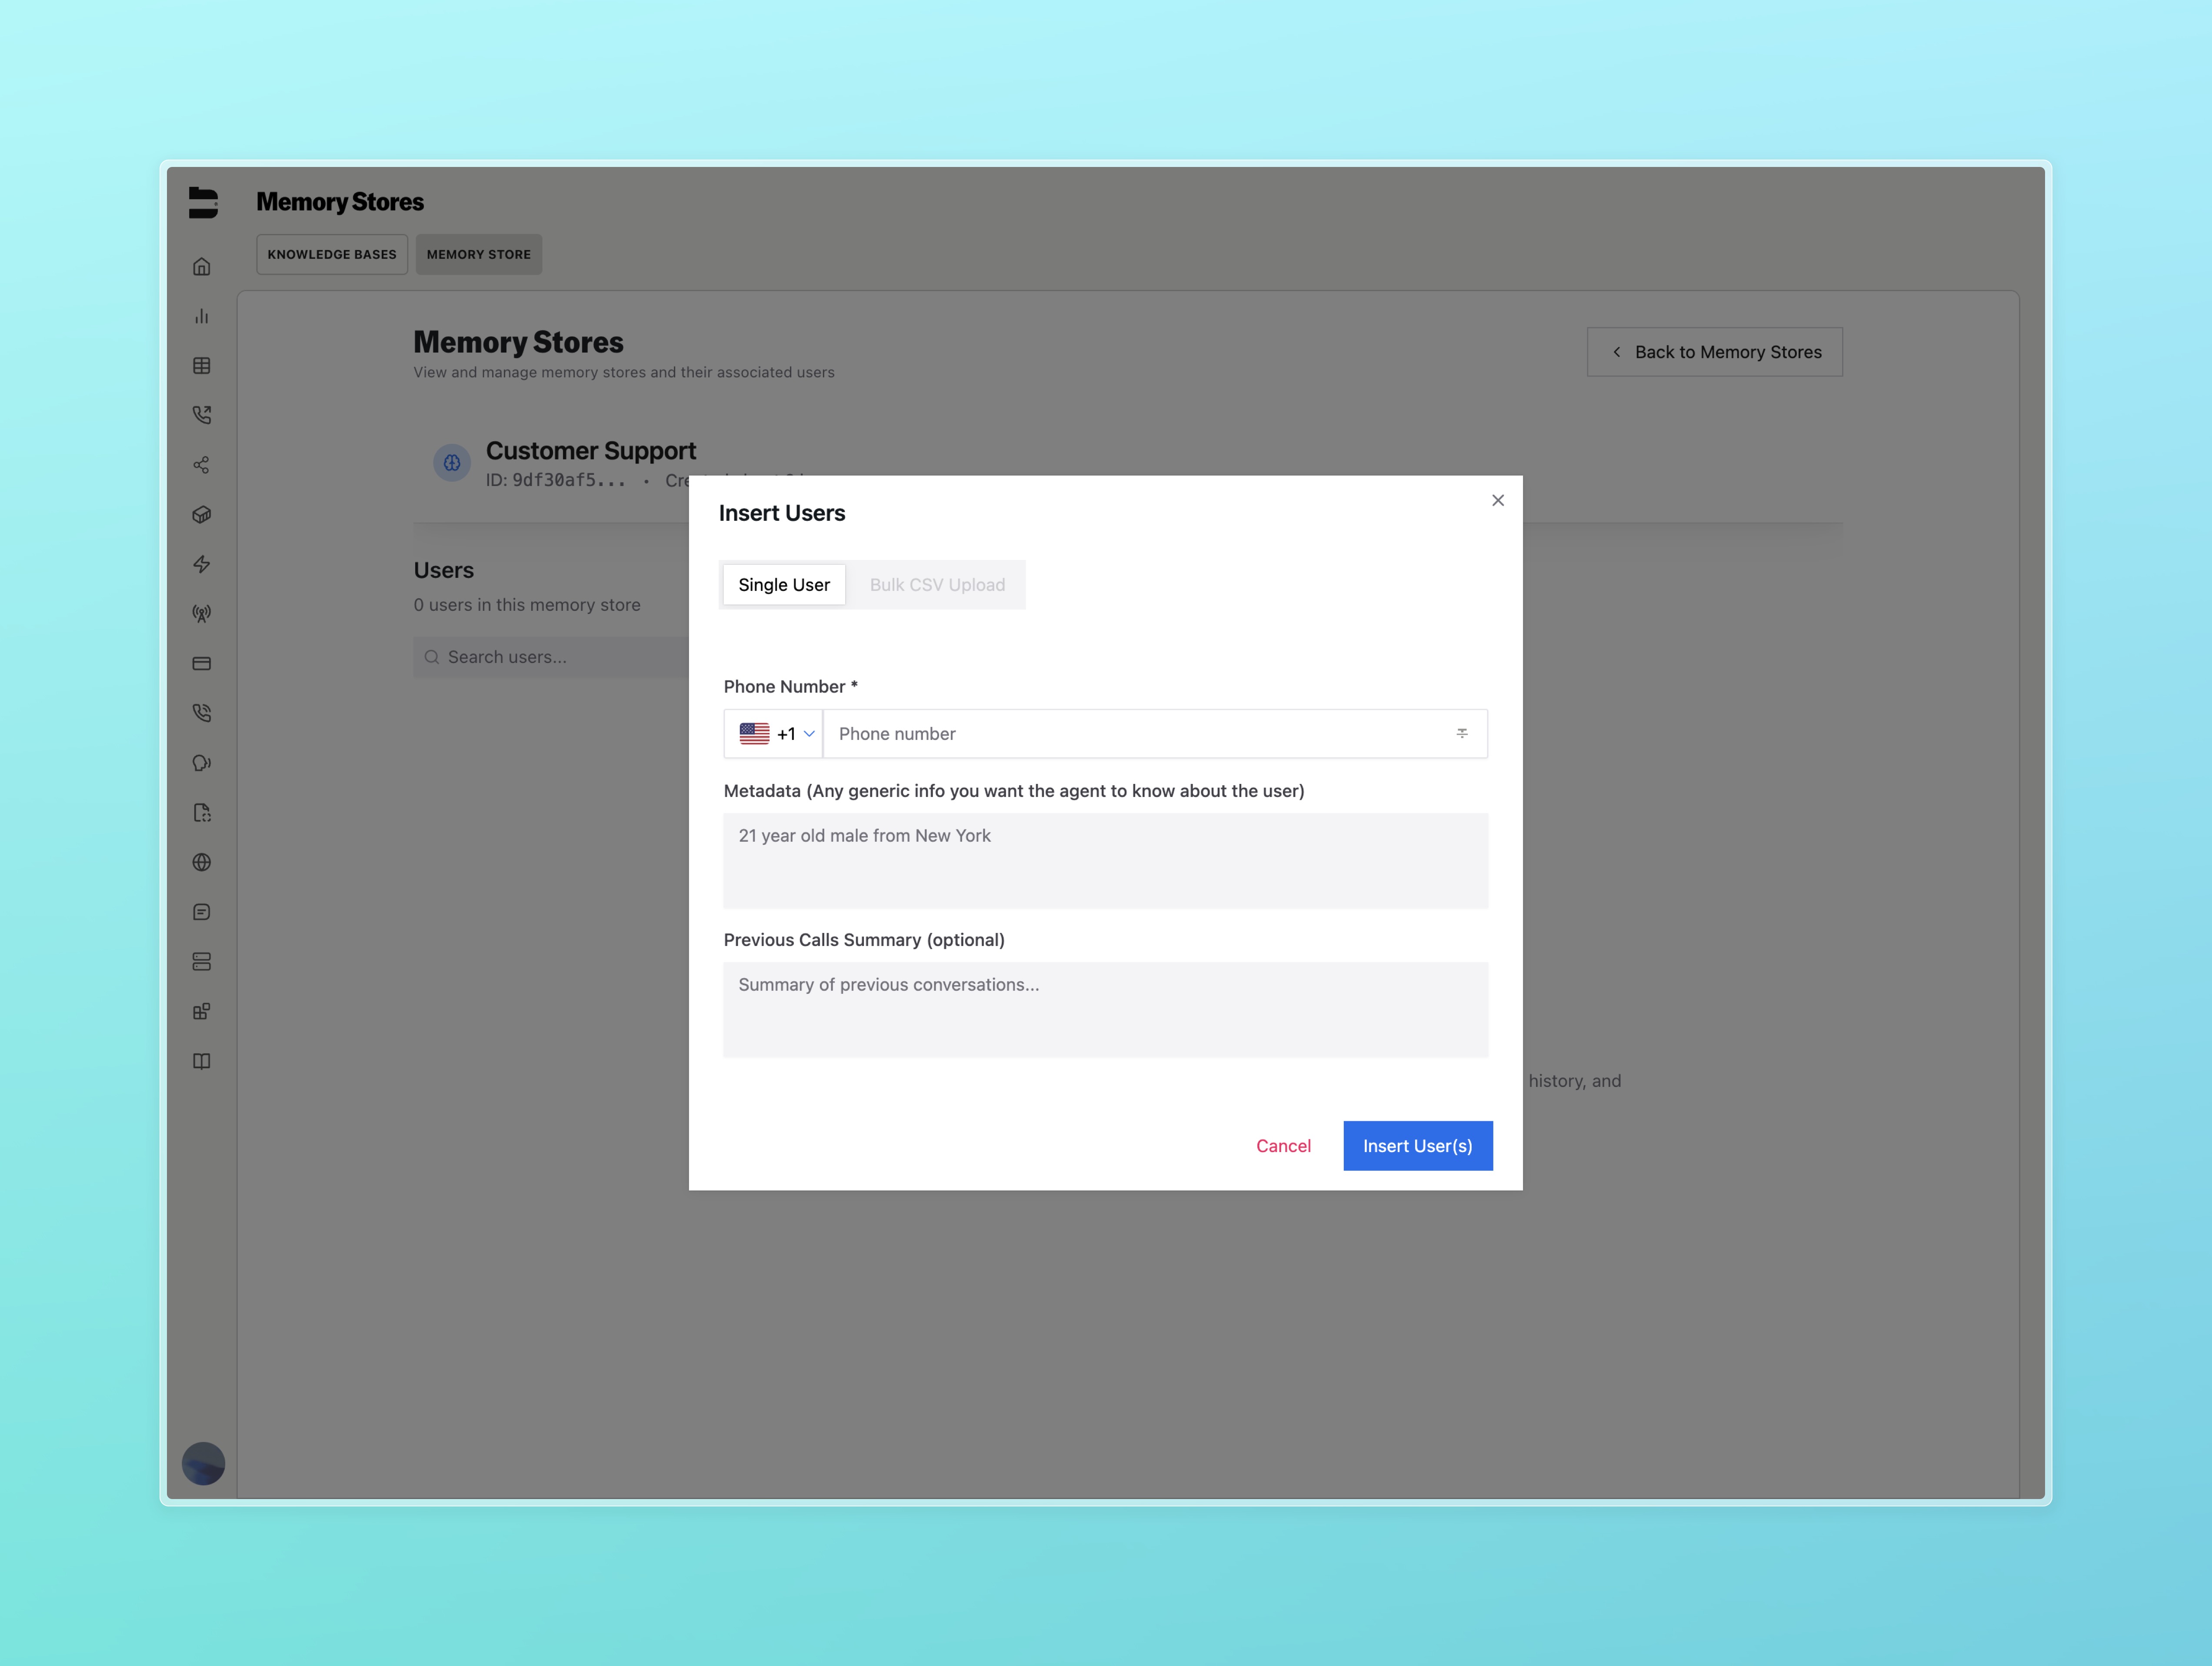 Memory Stores
KNOWLEDGE BASES
MEMORY STORE
Memory Stores
View and manage memory stores and their associated users
Back to Memory Stores
Customer Support
ID: 9df30af5... •
Users
0 users in this memory store
Search users...
Insert Users
Single User
Bulk CSV Upload
Phone Number *
+1
Phone number
Metadata (Any generic info you want the agent to know about the user)
21 year old male from New York
Previous Calls Summary (optional)
Summary of previous conversations...
history, and
Cancel
Insert User(s)